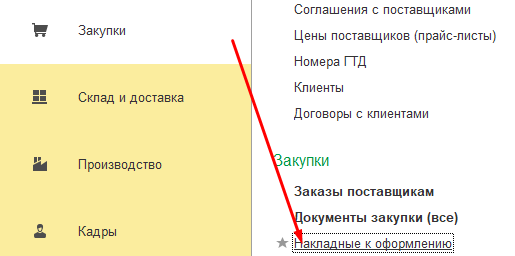 Закупки
Склад и доставка
Производство
Кадры
Соглашения с поставщиками
Цены поставщиков (прайс-листы)
Номера ГТД
Клиенты
Договоры с клиентами
Закупки
Заказы поставщикам
Документы закупки (все)
Накладные к оформлению